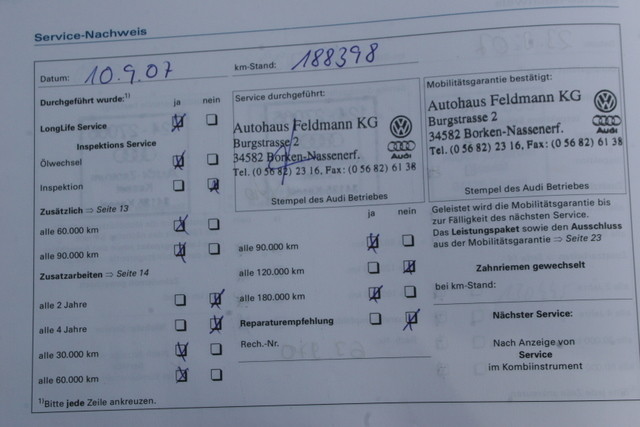 Service-Nachweis
Datum: 10.9.07
km-Stand: 188398
Durchgeführt wurde:1)
ja nein
LongLife Service
Inspektions Service
Ölwechsel
Inspektion
Zusätzlich ⇒ Seite 13
alle 60.000 km
alle 90.000 km
Zusatzarbeiten ⇒ Seite 14
alle 2 Jahre
alle 4 Jahre
alle 30.000 km
alle 60.000 km
1)Bitte jede Zeile ankreuzen.
Service durchgeführt:
Autohaus Feldmann KG
Burgstrasse 2
34582 Borken-Nassenerf.
Tel. (0 56 82) 23 16, Fax: (0 56 82) 61 38
Audi
Stempel des Audi Betriebes
ja nein
alle 90.000 km
alle 120.000 km
alle 180.000 km
Reparaturempfehlung
Rech.-Nr.
Mobilitätsgarantie bestätigt:
Autohaus Feldmann KG
Burgstrasse 2
34582 Borken-Nassenerf.
Tel. (0 56 82) 23 16, Fax: (0 56 82) 61 38
Audi
Stempel des Audi Betriebes
Geleistet wird die Mobilitätsgarantie bis
zur Fälligkeit des nächsten Service.
Das Leistungspaket sowie den Ausschluss
aus der Mobilitätsgarantie ⇒ Seite 23
Zahnriemen gewechselt
bei km-Stand:
Nächster Service:
Nach Anzeige von
Service
im Kombiinstrument